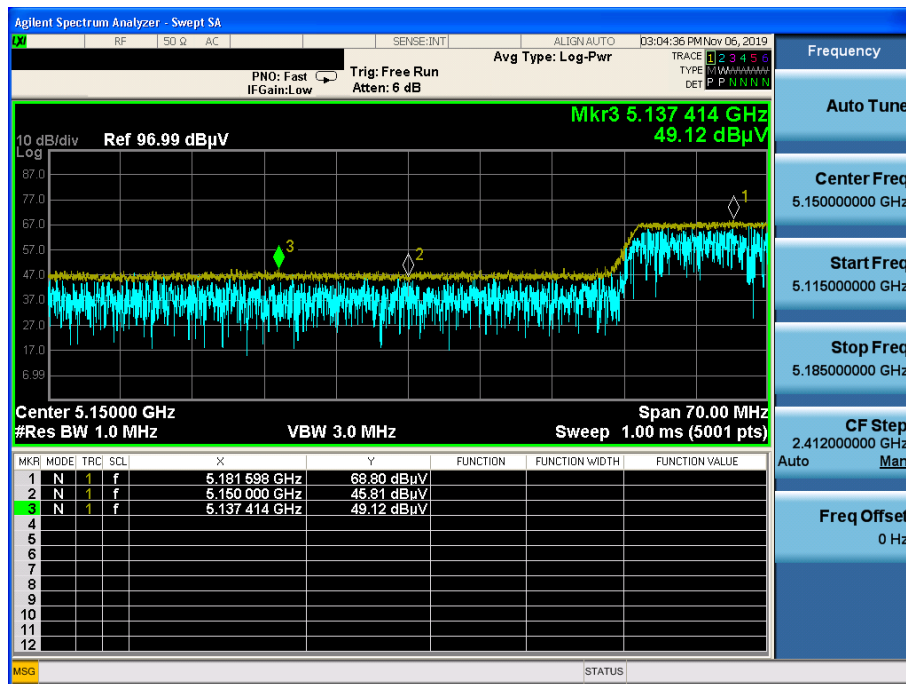 Agilent Spectrum Analyzer - Swept SA
LXI RF 50 Ω AC SENSE:INT ALIGN AUTO 03:04:36 PM Nov 06, 2019
Avg Type: Log-Pwr TRACE 1 2 3 4 5 6
PNO: Fast Trig: Free Run TYPE M W W W W W
IFGain:Low Atten: 6 dB DET P P N N N N
Mkr3 5.137 414 GHz
10 dB/div Ref 96.99 dBµV 49.12 dBµV
Log
87.0
77.0
67.0
57.0
47.0
37.0
27.0
17.0
6.99
1
2
3
Center 5.15000 GHz Span 70.00 MHz
#Res BW 1.0 MHz VBW 3.0 MHz Sweep 1.00 ms (5001 pts)
MKR MODE TRC SCL X Y FUNCTION FUNCTION WIDTH FUNCTION VALUE
1 N 1 f 5.181 598 GHz 68.80 dBµV
2 N 1 f 5.150 000 GHz 45.81 dBµV
3 N 1 f 5.137 414 GHz 49.12 dBµV
4
5
6
7
8
9
10
11
12
MSG STATUS
Frequency
Auto Tune
Center Freq
5.150000000 GHz
Start Freq
5.115000000 GHz
Stop Freq
5.185000000 GHz
CF Step
2.412000000 GHz
Auto Man
Freq Offset
0 Hz